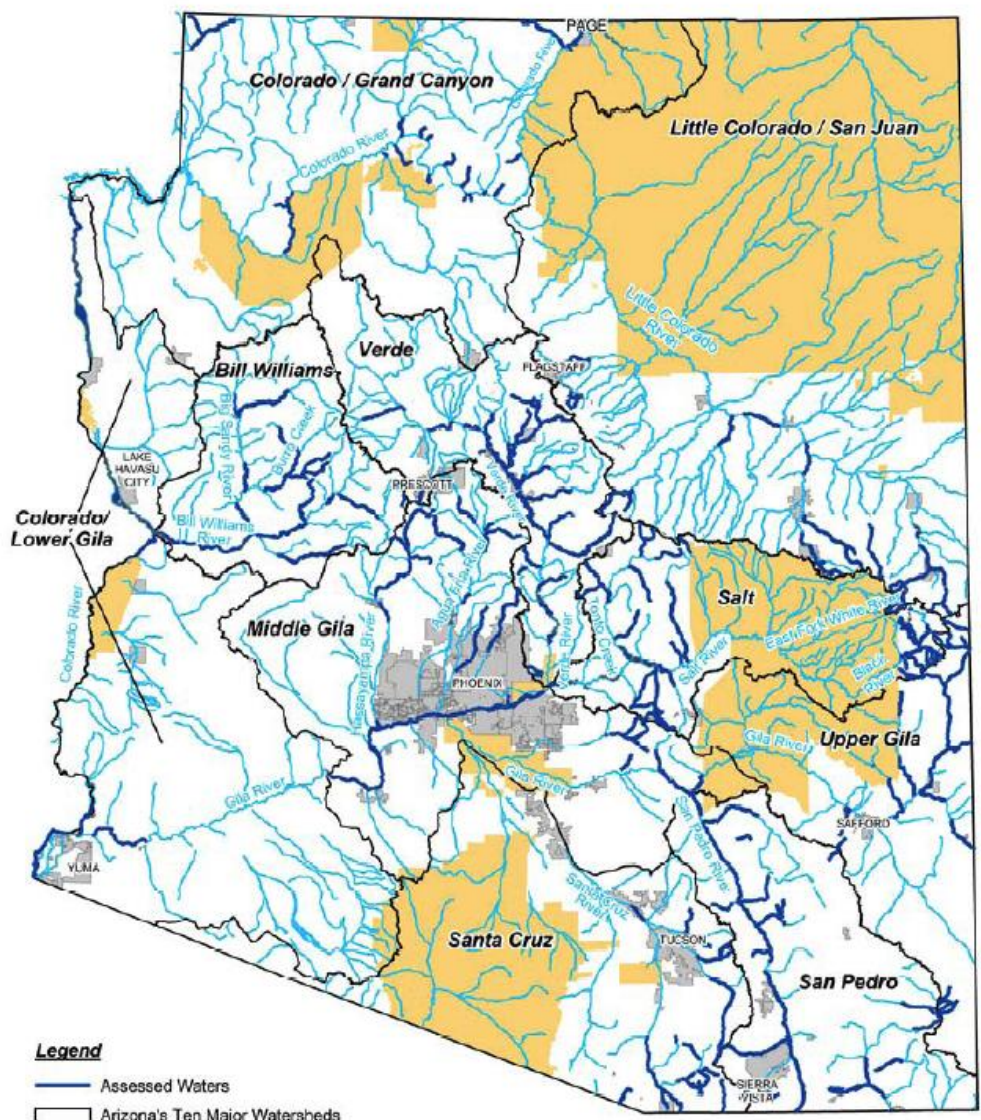 PAGE
Colorado / Grand Canyon
Colorado River
Little Colorado / San Juan
Colorado River
Little Colorado
River
Verde
Bill Williams
FLAGSTAFF
Big Sandy River
Burro Creek
LAKE
HAVASU
CITY
PRESCOTT
Verde River
Colorado/
Lower Gila
Bill Williams
River
Agua Fria River
Salt
East Fork White River
Colorado River
Middle Gila
Hassayampa River
Verde River
Tonto Creek
Salt River
Black
River
PHOENIX
Upper Gila
Gila River
Gila River
Gila River
San Pedro River
SAFFORD
YUMA
Santa Cruz
River
Santa Cruz
TUCSON
San Pedro
SIERRA
VISTA
Legend
Assessed Waters
Arizona's Ten Major Watersheds